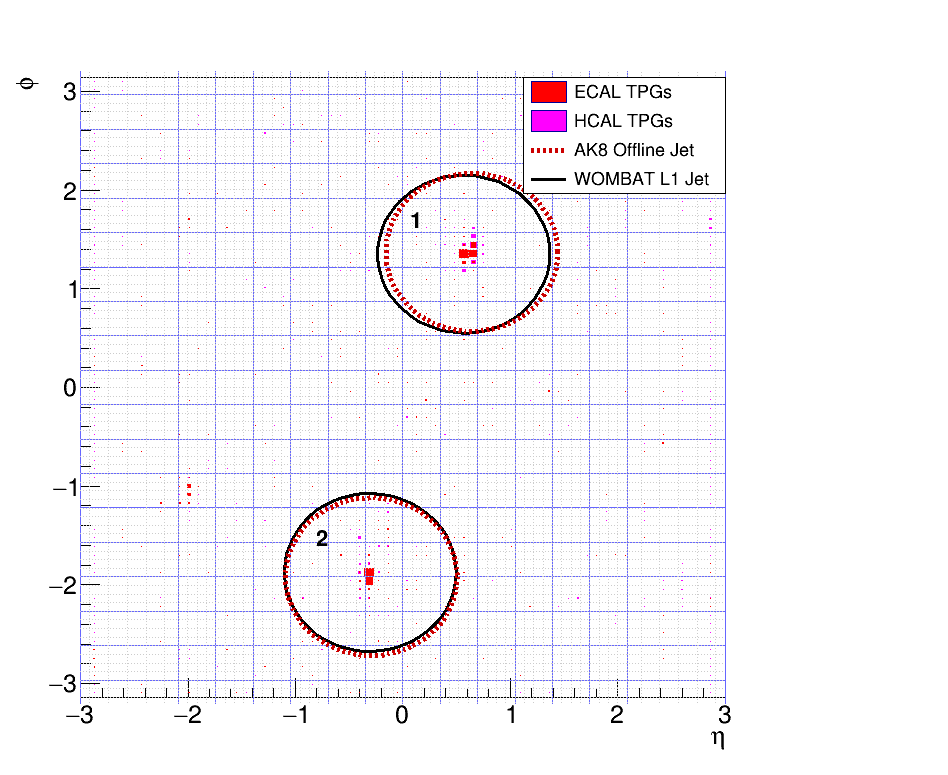 ϕ
3
2
1
0
−1
−2
−3
ECAL TPGs
HCAL TPGs
AK8 Offline Jet
WOMBAT L1 Jet
1
2
−3 −2 −1 0 1 2 3
η